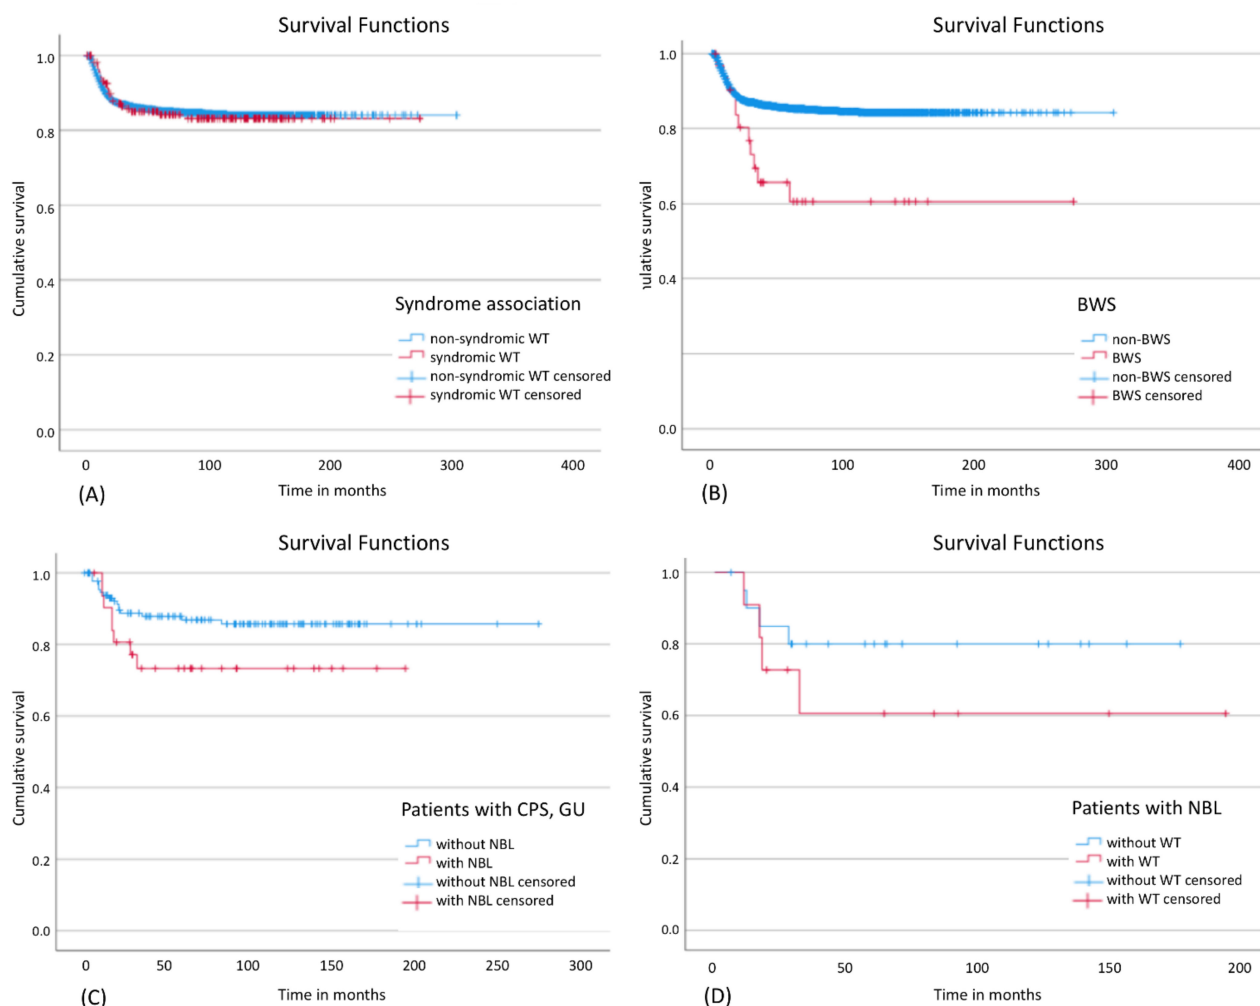 Survival Functions
1.0
0.8
0.6
0.4
0.2
0.0
Cumulative survival
Syndrome association
non-syndromic WT
syndromic WT
non-syndromic WT censored
syndromic WT censored
0 100 200 300 400
(A)
Time in months
Survival Functions
1.0
0.8
0.6
0.4
0.0
ulative survival
BWS
non-BWS
BWS
non-BWS censored
BWS censored
0 100 200 300 400
(B)
Time in months
Survival Functions
1.0
0.8
0.6
0.4
0.2
0.0
Cumulative survival
Patients with CPS, GU
without NBL
with NBL
without NBL censored
with NBL censored
0 50 100 150 200 250 300
(C)
Time in months
Survival Functions
1.0
0.8
0.6
0.4
0.2
0.0
Cumulative survival
Patients with NBL
without WT
with WT
without WT censored
with WT censored
0 50 100 150 200
(D)
Time in months